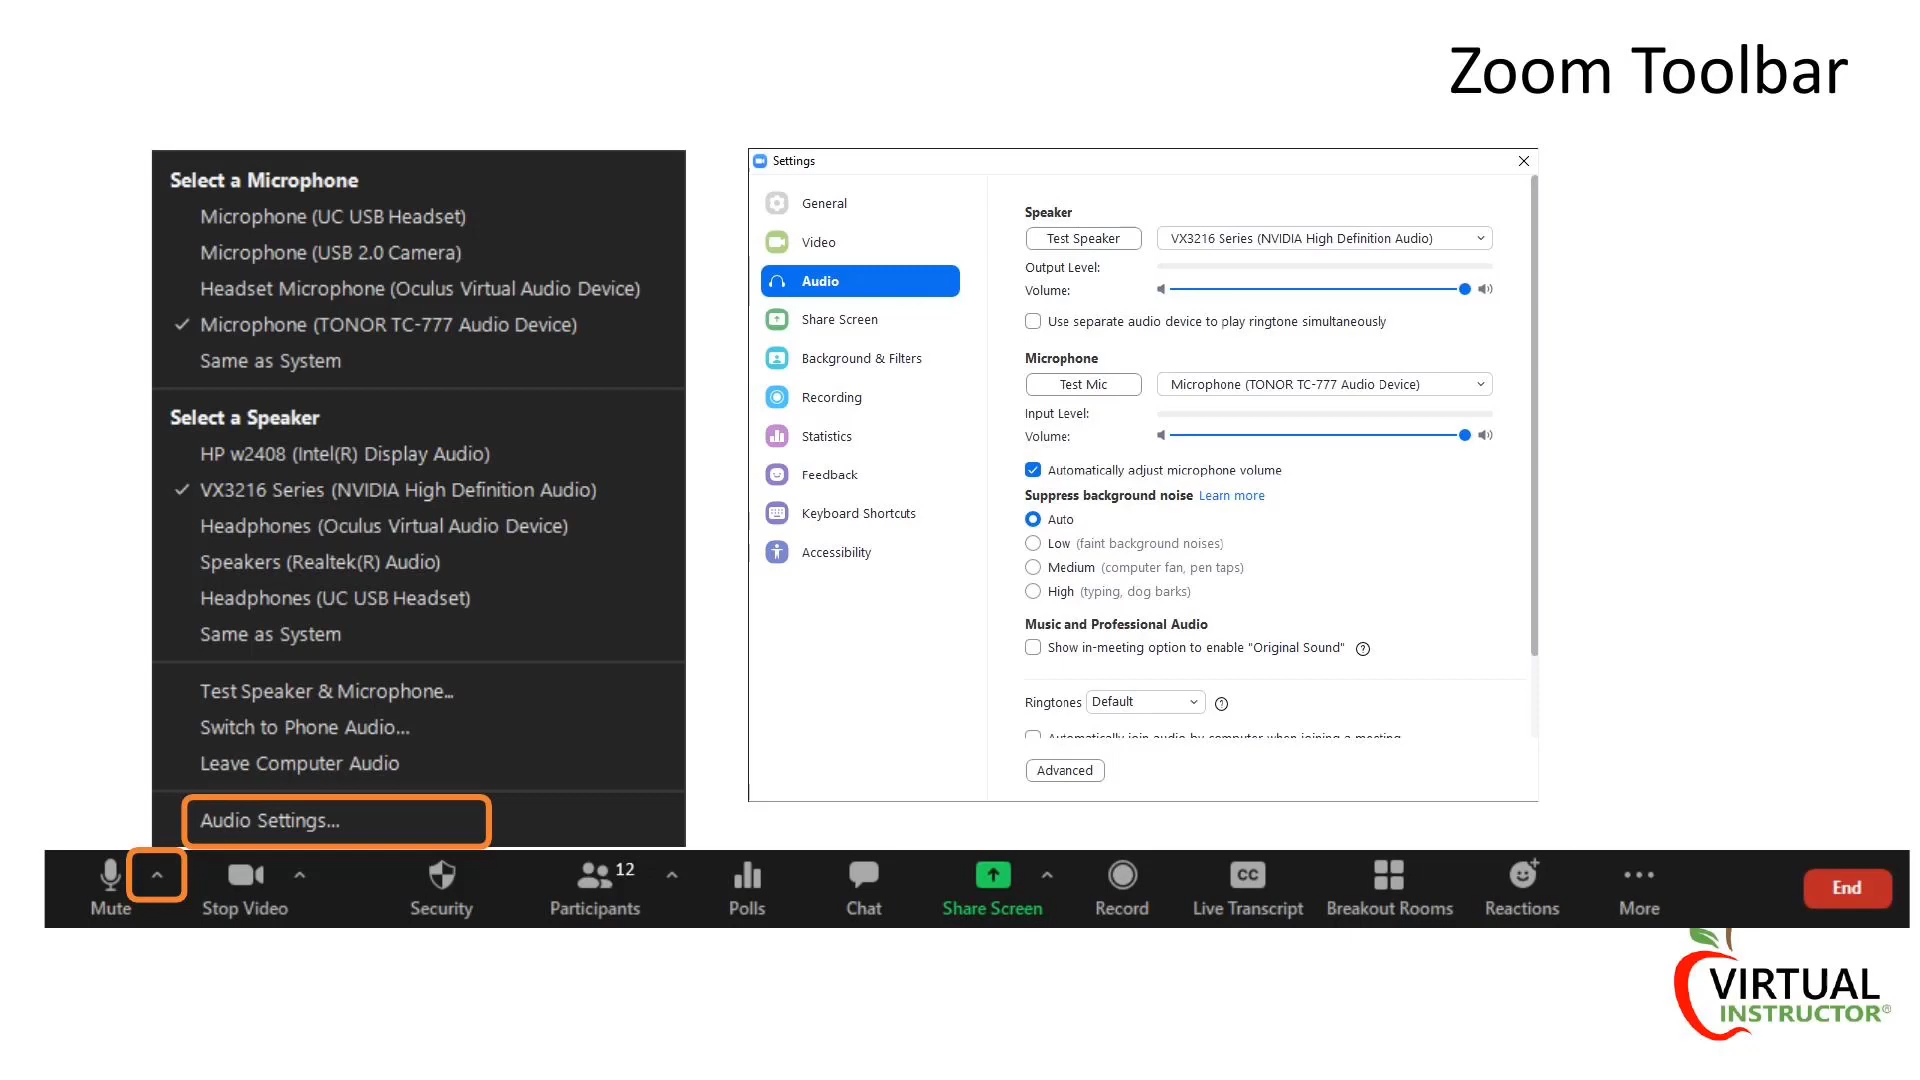 Zoom Toolbar
Select a Microphone
Microphone (UC USB Headset)
Microphone (USB 2.0 Camera)
Headset Microphone (Oculus Virtual Audio Device)
Microphone (TONOR TC-777 Audio Device)
Same as System
Select a Speaker
HP w2408 (Intel(R) Display Audio)
VX3216 Series (NVIDIA High Definition Audio)
Headphones (Oculus Virtual Audio Device)
Speakers (Realtek(R) Audio)
Headphones (UC USB Headset)
Same as System
Test Speaker & Microphone...
Switch to Phone Audio...
Leave Computer Audio
Audio Settings...
Settings
General
Video
Audio
Share Screen
Background & Filters
Recording
Statistics
Feedback
Keyboard Shortcuts
Accessibility
Speaker
Test Speaker VX3216 Series (NVIDIA High Definition Audio)
Output Level:
Volume:
Use separate audio device to play ringtone simultaneously
Microphone
Test Mic Microphone (TONOR TC-777 Audio Device)
Input Level:
Volume:
Automatically adjust microphone volume
Suppress background noise Learn more
Auto
Low (faint background noises)
Medium (computer fan, pen taps)
High (typing, dog barks)
Music and Professional Audio
Show in-meeting option to enable "Original Sound"
Ringtones Default
Automatically join audio by computer when joining a meeting
Advanced
12
Mute Stop Video Security Participants Polls Chat Share Screen Record CC Live Transcript Breakout Rooms Reactions More End
VIRTUAL
INSTRUCTOR®